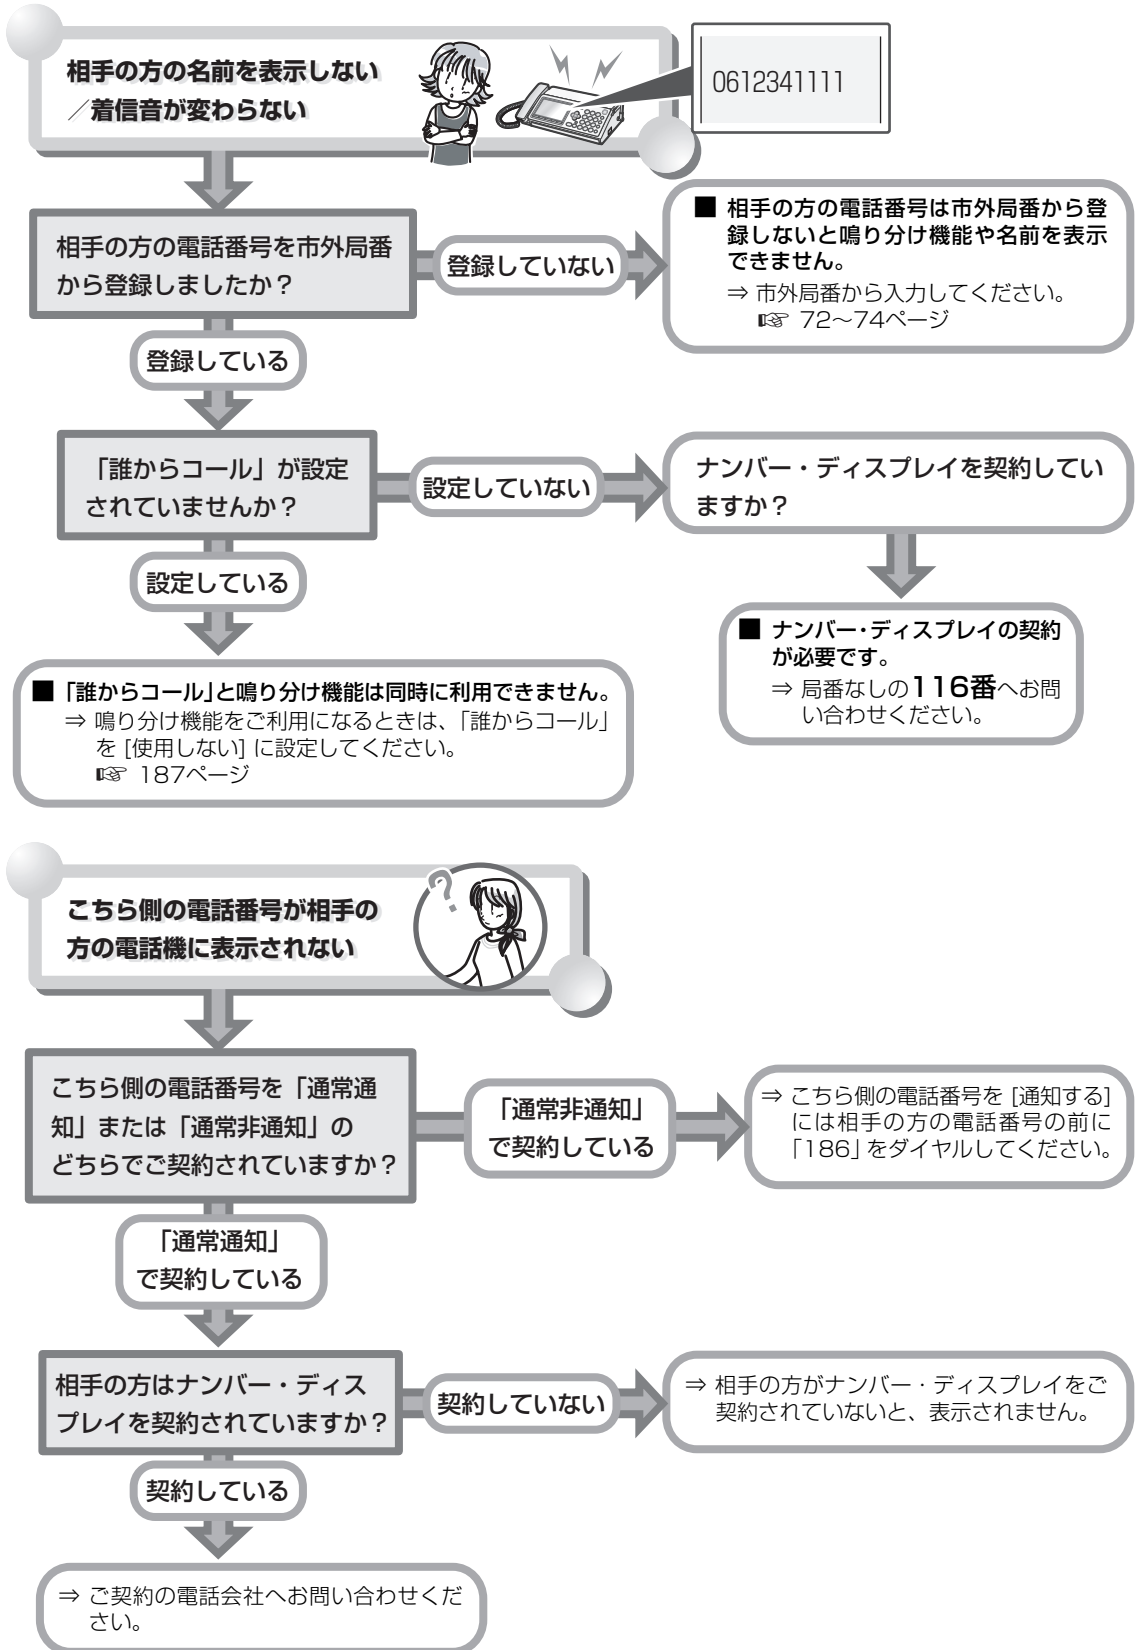 相手の方の名前を表示しない
／着信音が変わらない
0612341111
相手の方の電話番号を市外局番
から登録しましたか？
登録していない
■ 相手の方の電話番号は市外局番から登
録しないと鳴り分け機能や名前を表示
できません。
⇒ 市外局番から入力してください。
☞ 72～74ページ
登録している
「誰からコール」が設定
されていませんか？
設定していない
ナンバー・ディスプレイを契約してい
ますか？
設定している
■ ナンバー・ディスプレイの契約
が必要です。
⇒ 局番なしの116番へお問
い合わせください。
■ 「誰からコール」と鳴り分け機能は同時に利用できません。
⇒ 鳴り分け機能をご利用になるときは、「誰からコール」
を [使用しない] に設定してください。
☞ 187ページ
こちら側の電話番号が相手の
方の電話機に表示されない
?
こちら側の電話番号を「通常通
知」または「通常非通知」の
どちらでご契約されていますか？
「通常非通知」
で契約している
⇒ こちら側の電話番号を [通知する]
には相手の方の電話番号の前に
「186」をダイヤルしてください。
「通常通知」
で契約している
相手の方はナンバー・ディス
プレイを契約されていますか？
契約していない
⇒ 相手の方がナンバー・ディスプレイをご
契約されていないと、表示されません。
契約している
⇒ ご契約の電話会社へお問い合わせくだ
さい。